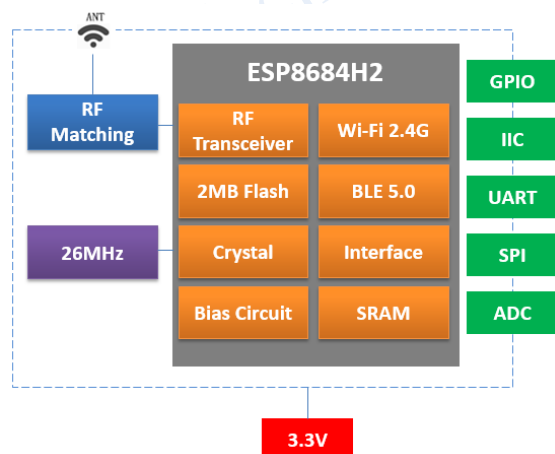 ANT
ESP8684H2
RF
Matching
RF
Transceiver
Wi-Fi 2.4G
GPIO
IIC
2MB Flash
BLE 5.0
UART
26MHz
Crystal
Interface
SPI
Bias Circuit
SRAM
ADC
3.3V